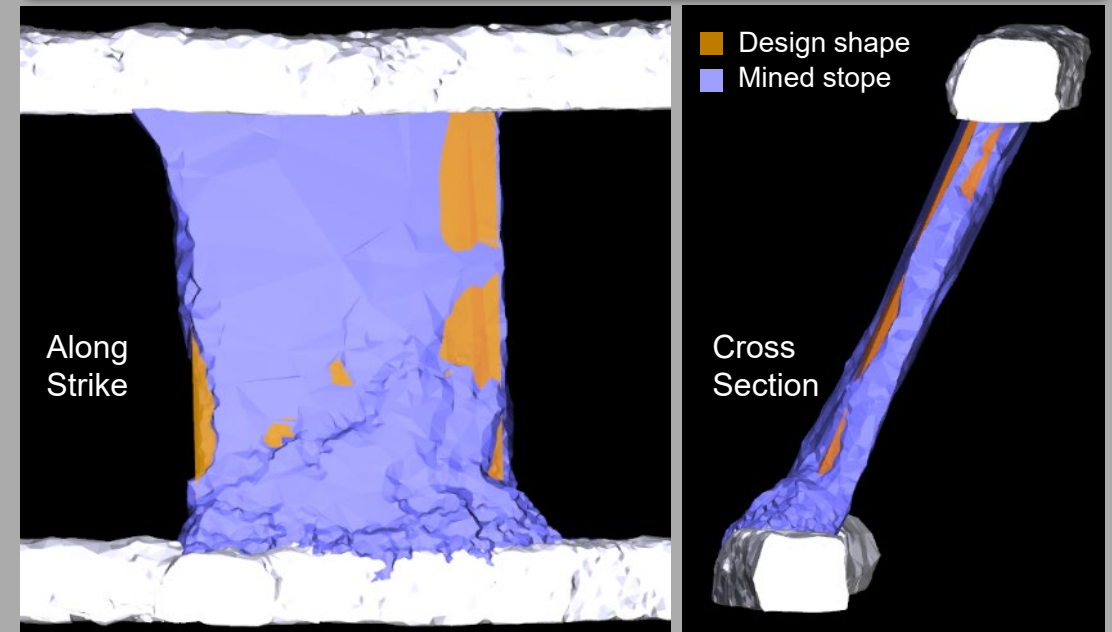 Design shape
Mined stope
Along
Strike
Cross
Section